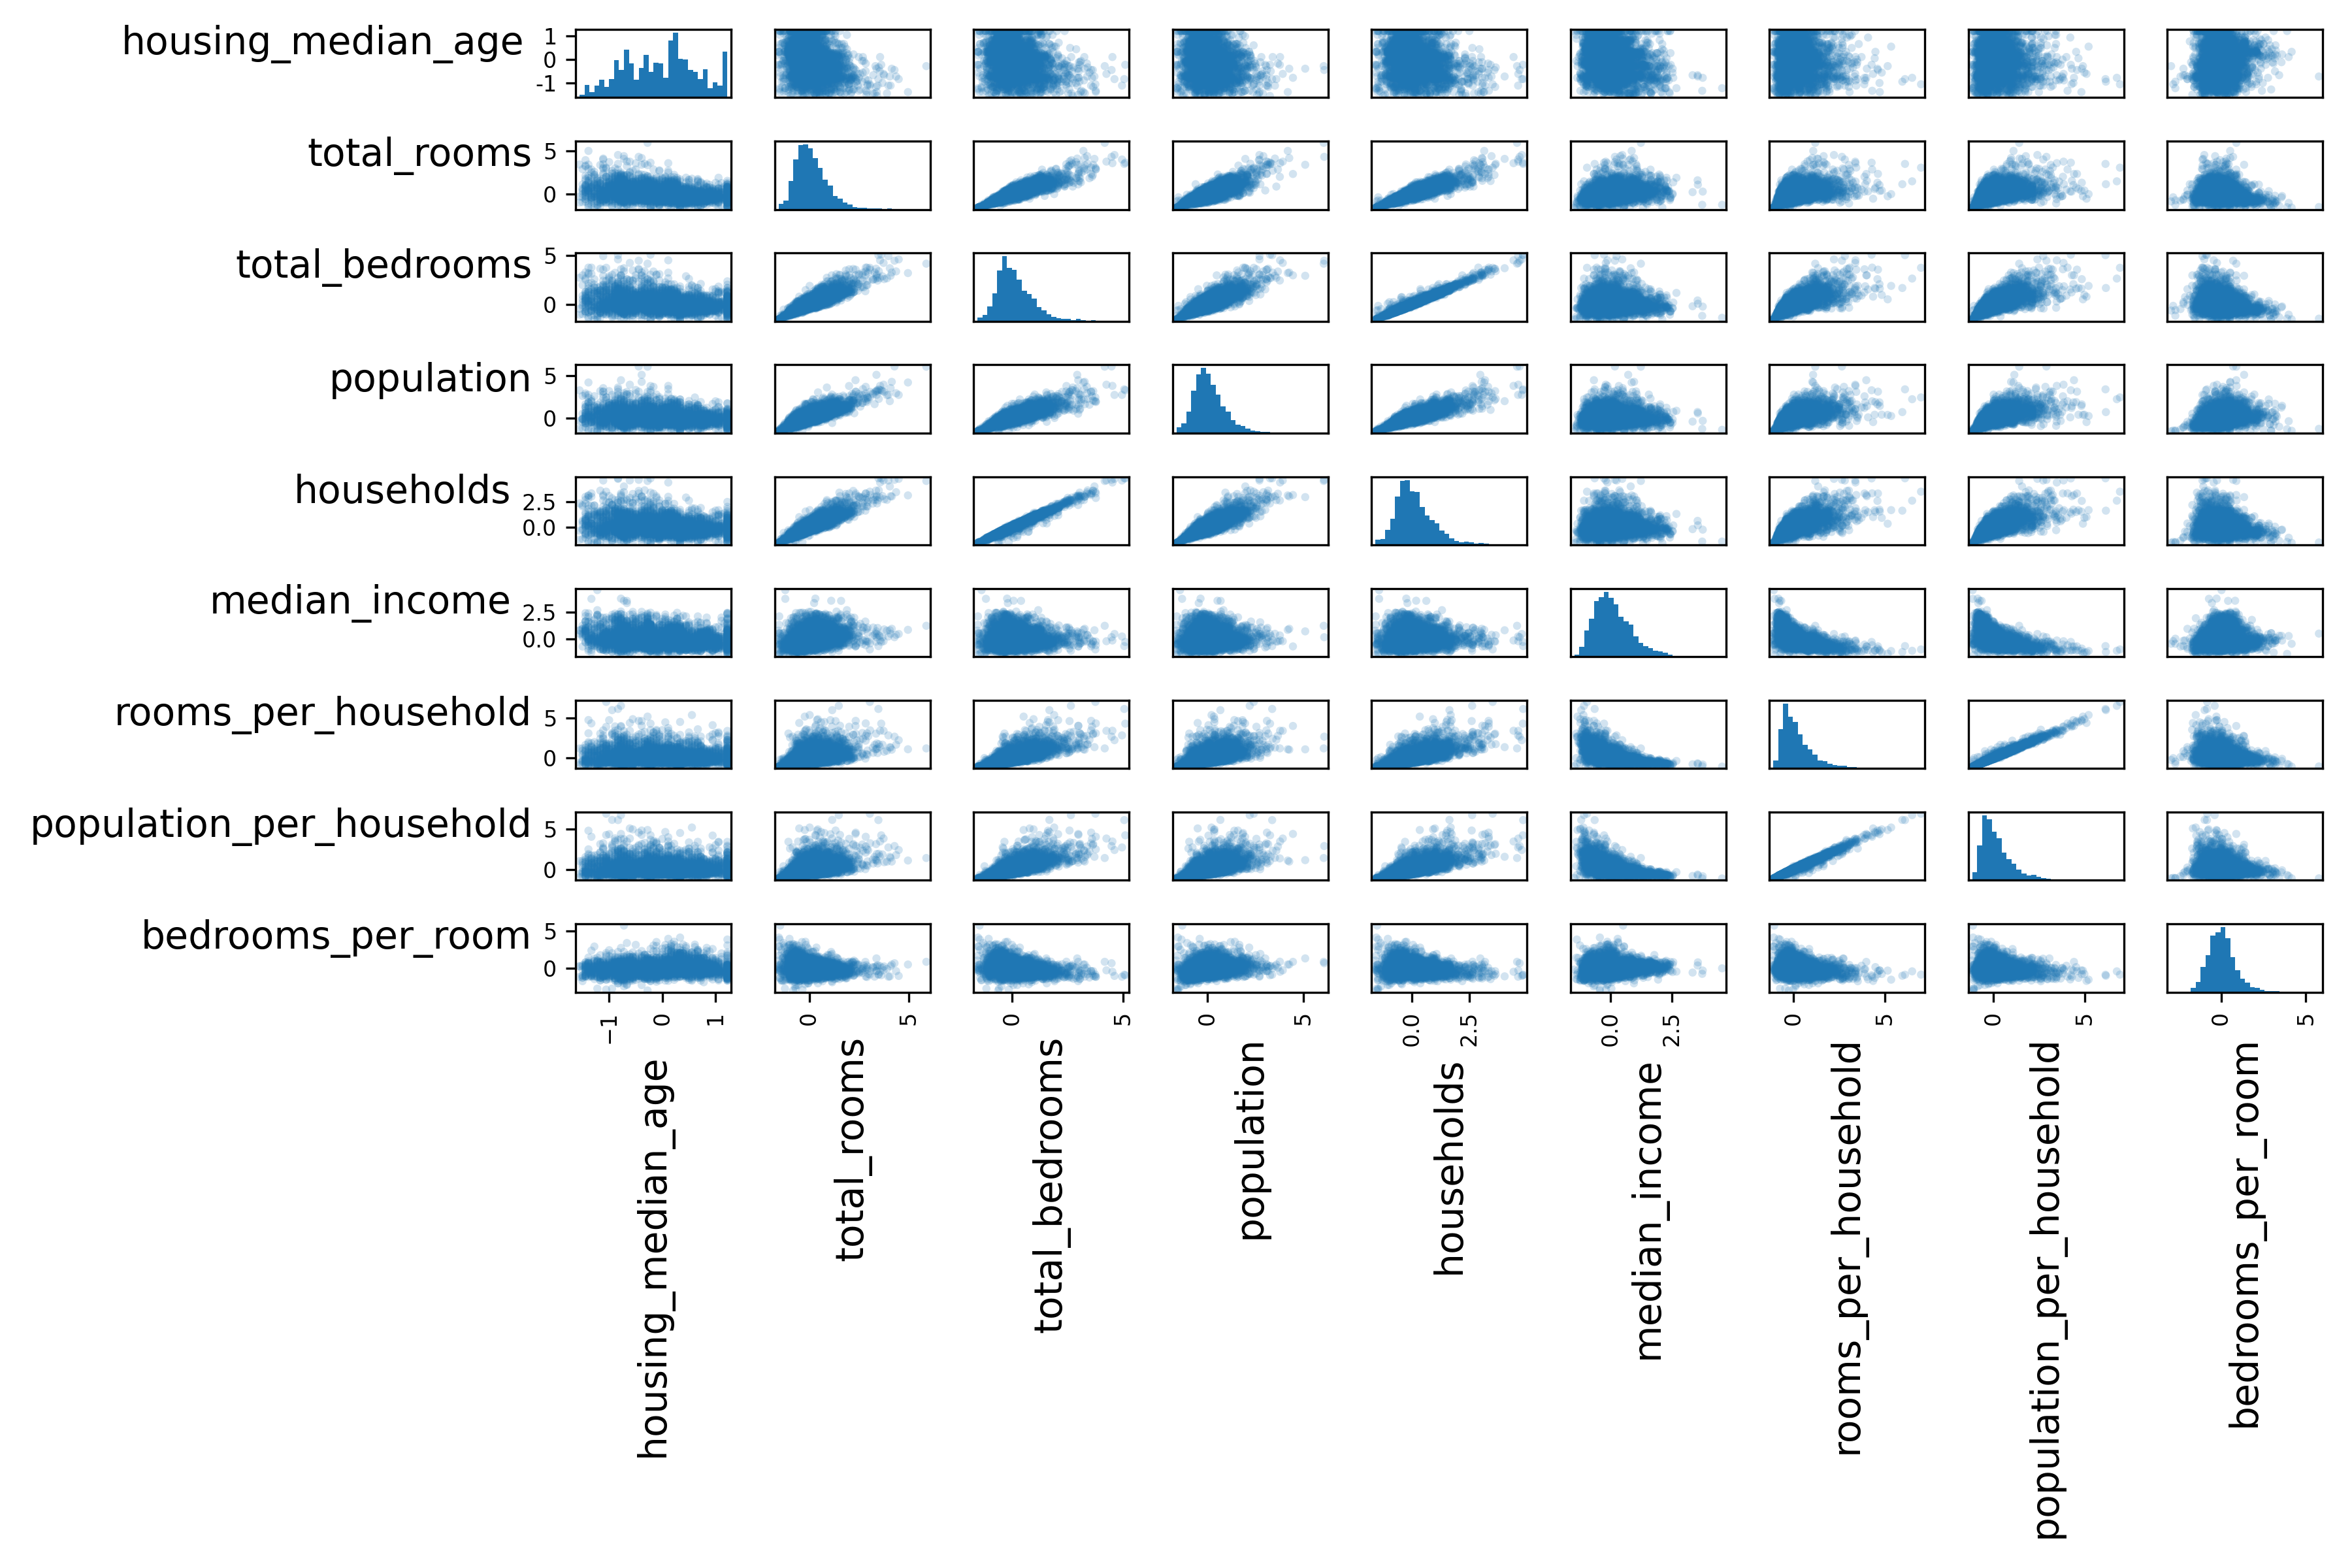 housing_median_age
1
0
-1
total_rooms
5
0
total_bedrooms
5
0
population
5
0
households
2.5
0.0
median_income
2.5
0.0
rooms_per_household
5
0
population_per_household
5
0
bedrooms_per_room
5
0
−1 0 1 0 5 0 5 0 5 0.0 2.5 0.0 2.5 0 5 0 5 0 5
housing_median_age
total_rooms
total_bedrooms
population
households
median_income
rooms_per_household
population_per_household
bedrooms_per_room